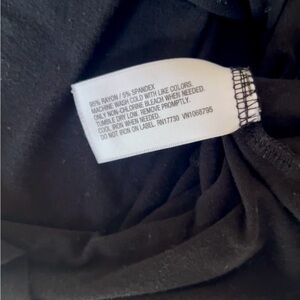 95% RAYON / 5% SPANDEX
MACHINE WASH COLD WITH LIKE COLORS.
ONLY NON-CHLORINE BLEACH WHEN NEEDED.
TUMBLE DRY LOW. REMOVE PROMPTLY.
COOL IRON WHEN NEEDED.
DO NOT IRON ON LABEL. RN17730 VN1068795